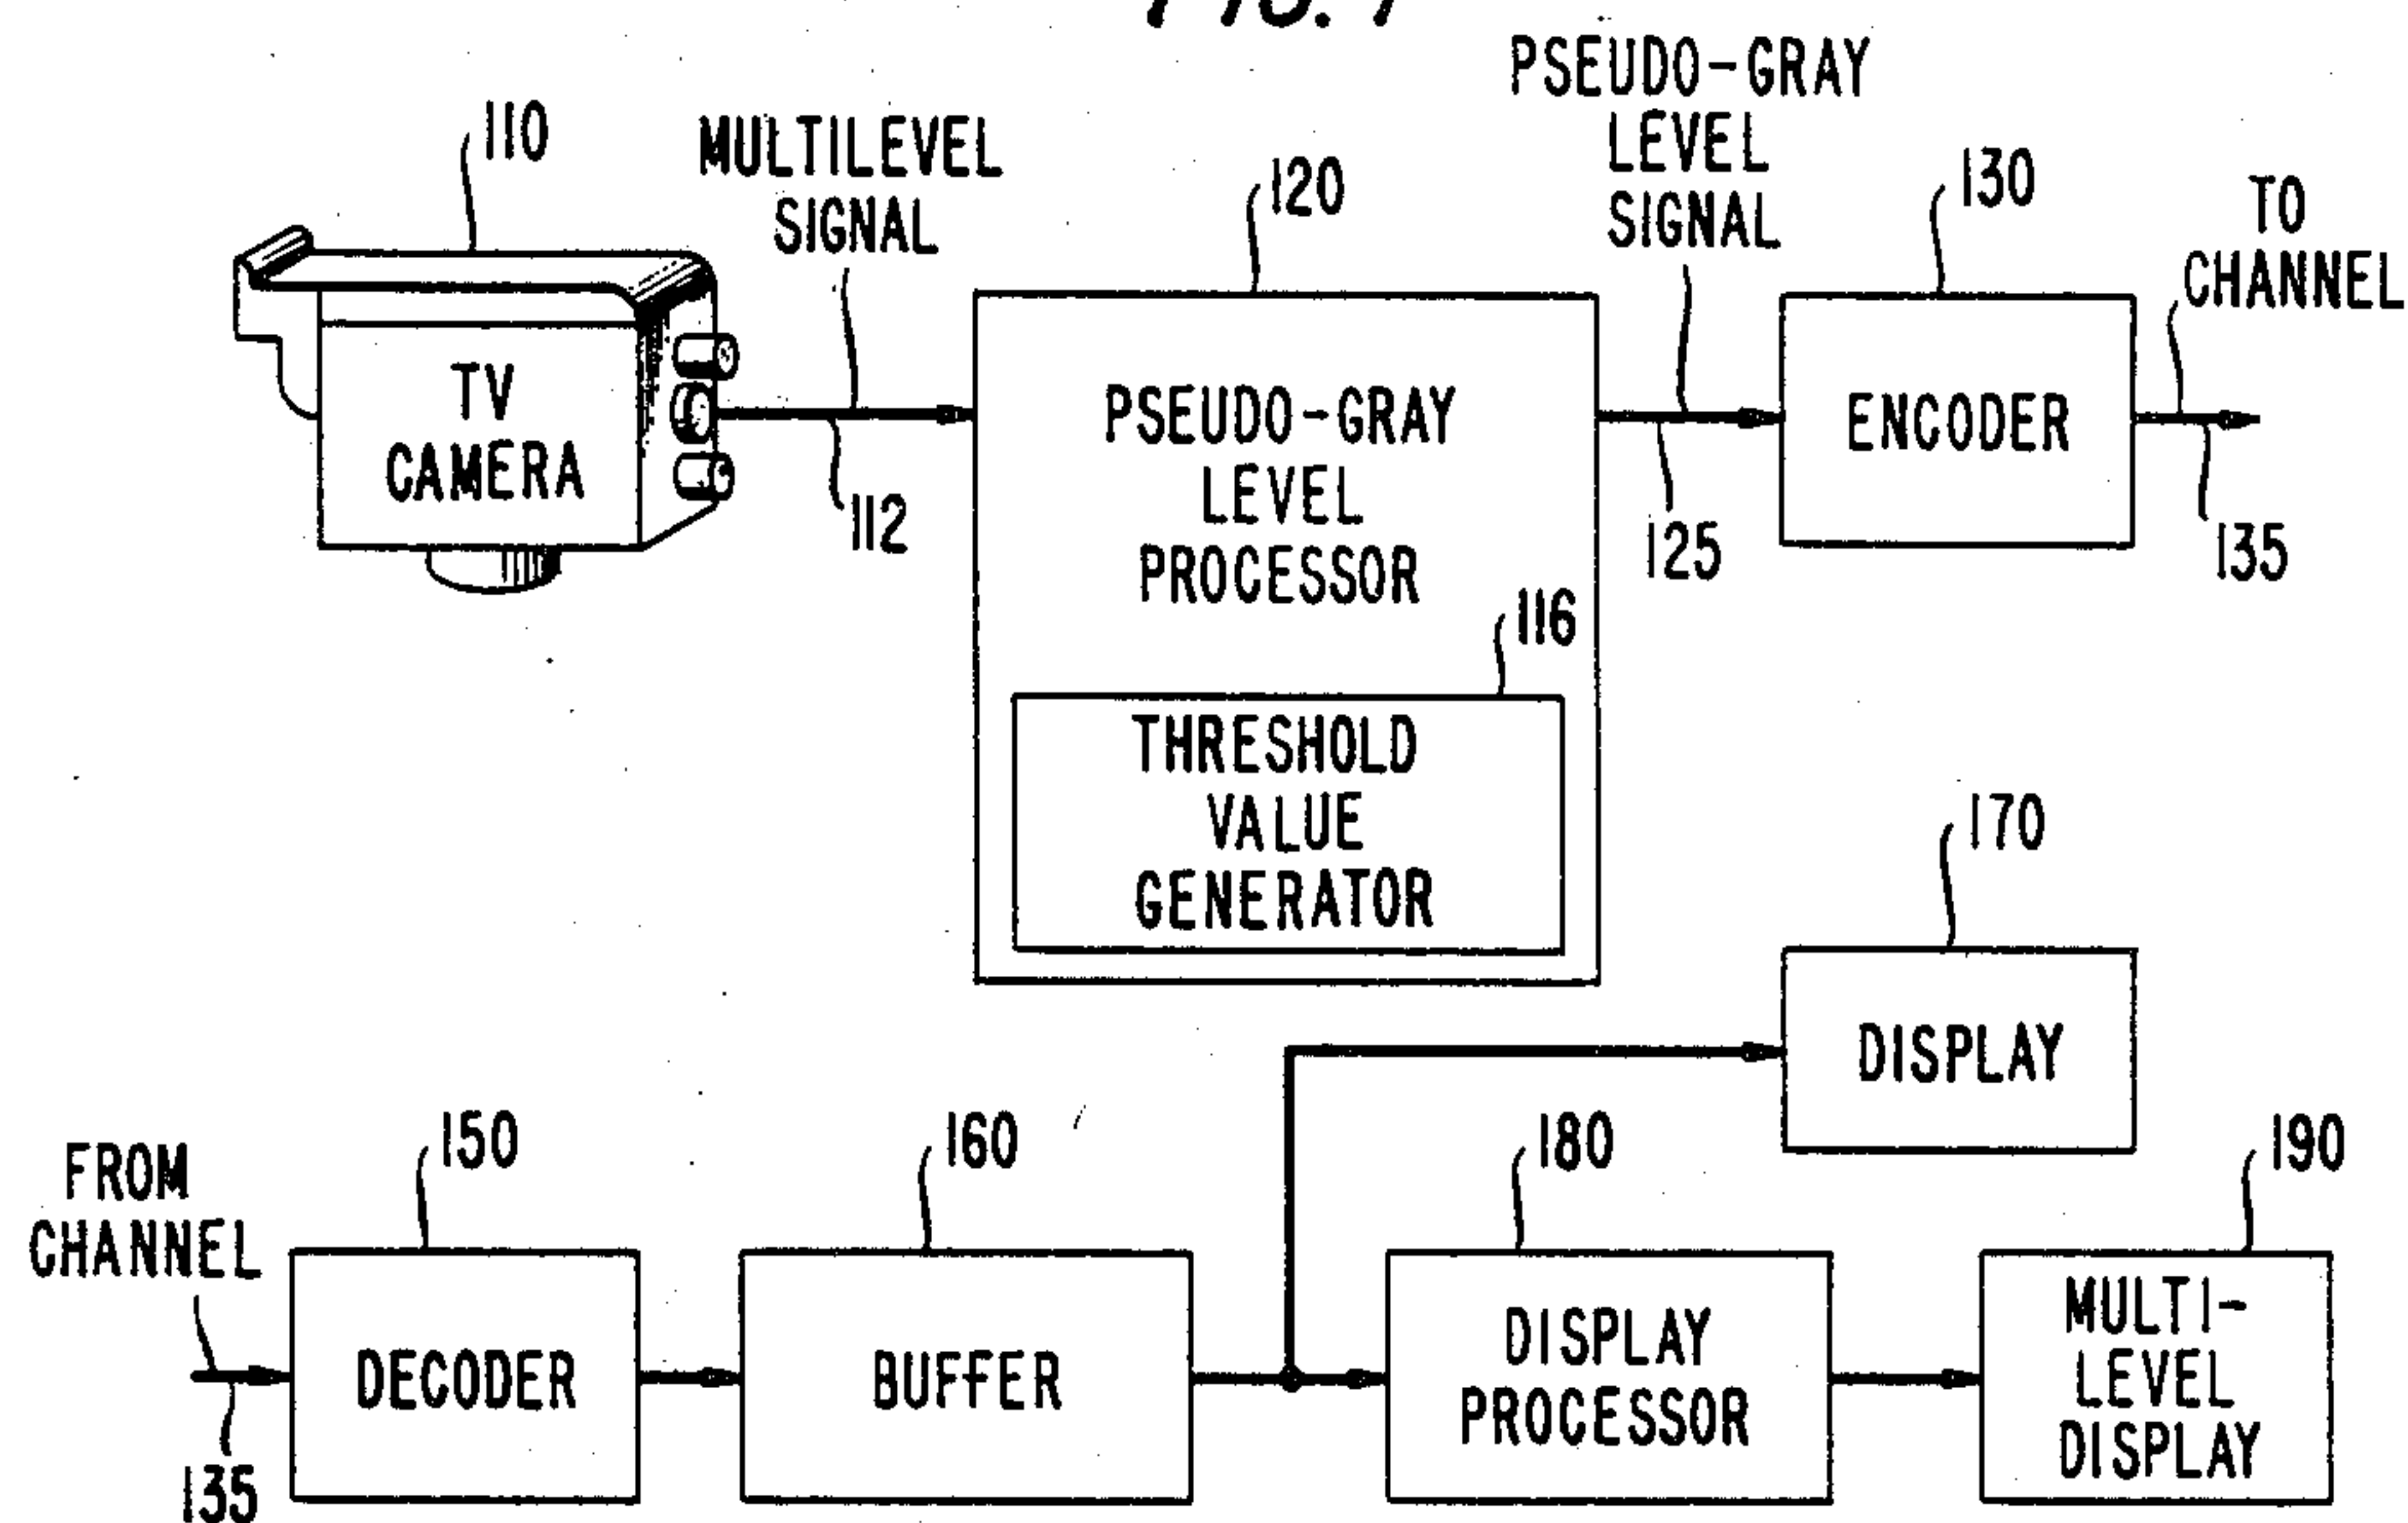 110
MULTILEVEL
SIGNAL
PSEUDO-GRAY
LEVEL
SIGNAL
120
130
TO
CHANNEL
TV
CAMERA
112
PSEUDO-GRAY
LEVEL
PROCESSOR
125
ENCODER
135
116
THRESHOLD
VALUE
GENERATOR
170
DISPLAY
FROM
CHANNEL
135
150
DECODER
160
BUFFER
180
DISPLAY
PROCESSOR
190
MULTI-
LEVEL
DISPLAY